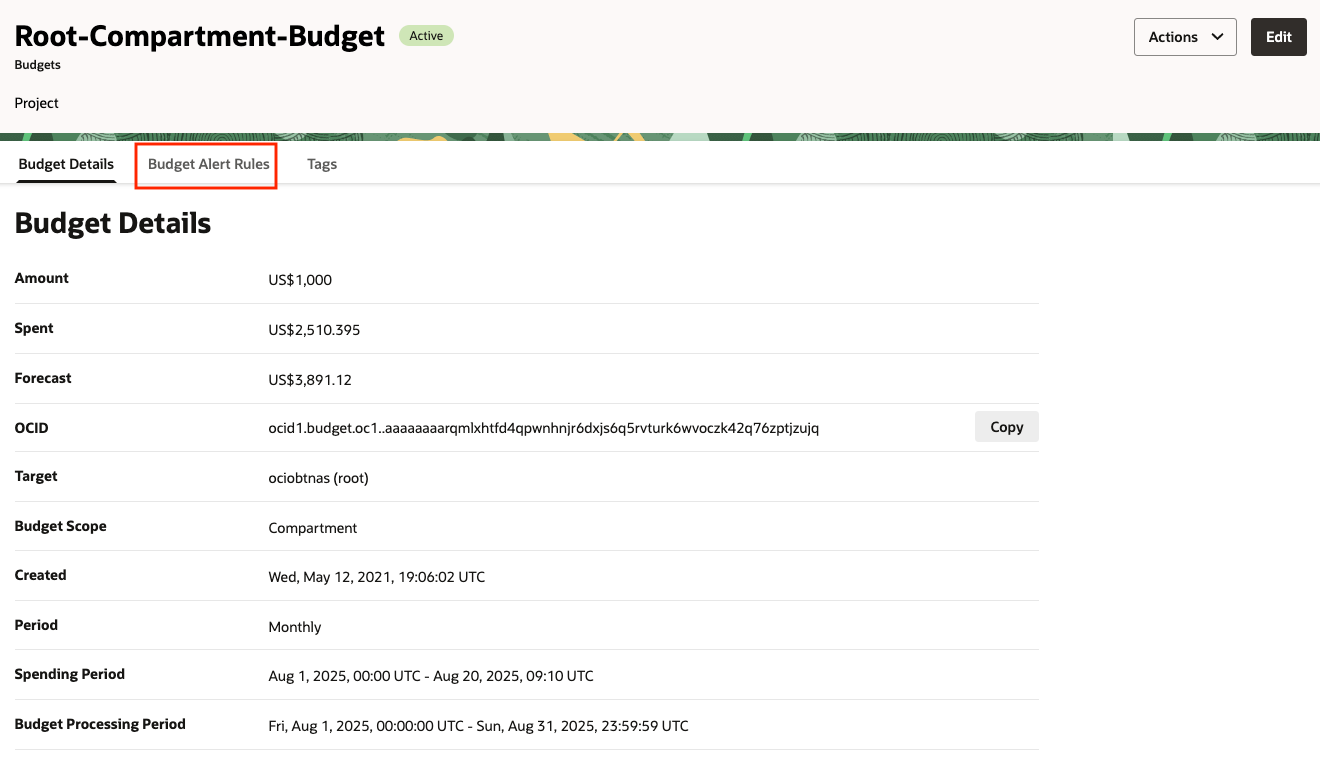 Root-Compartment-Budget Active
Actions Edit
Budgets
Project
Budget Details Budget Alert Rules Tags
Budget Details
Amount US$1,000
Spent US$2,510.395
Forecast US$3,891.12
OCID ocid1.budget.oc1..aaaaaaaarqmlxhtfd4qpwnhnjr6dxjs6q5rvturk6wvoczk42q76zptjzujq Copy
Target ociobtnas (root)
Budget Scope Compartment
Created Wed, May 12, 2021, 19:06:02 UTC
Period Monthly
Spending Period Aug 1, 2025, 00:00 UTC - Aug 20, 2025, 09:10 UTC
Budget Processing Period Fri, Aug 1, 2025, 00:00:00 UTC - Sun, Aug 31, 2025, 23:59:59 UTC